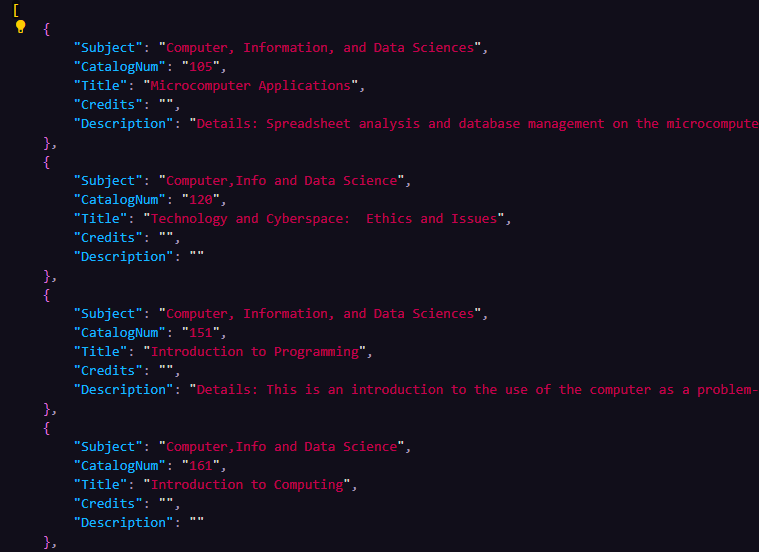 [
{
"Subject": "Computer, Information, and Data Sciences",
"CatalogNum": "105",
"Title": "Microcomputer Applications",
"Credits": "",
"Description": "Details: Spreadsheet analysis and database management on the microcompute
},
{
"Subject": "Computer,Info and Data Science",
"CatalogNum": "120",
"Title": "Technology and Cyberspace:  Ethics and Issues",
"Credits": "",
"Description": ""
},
{
"Subject": "Computer, Information, and Data Sciences",
"CatalogNum": "151",
"Title": "Introduction to Programming",
"Credits": "",
"Description": "Details: This is an introduction to the use of the computer as a problem-
},
{
"Subject": "Computer,Info and Data Science",
"CatalogNum": "161",
"Title": "Introduction to Computing",
"Credits": "",
"Description": ""
},